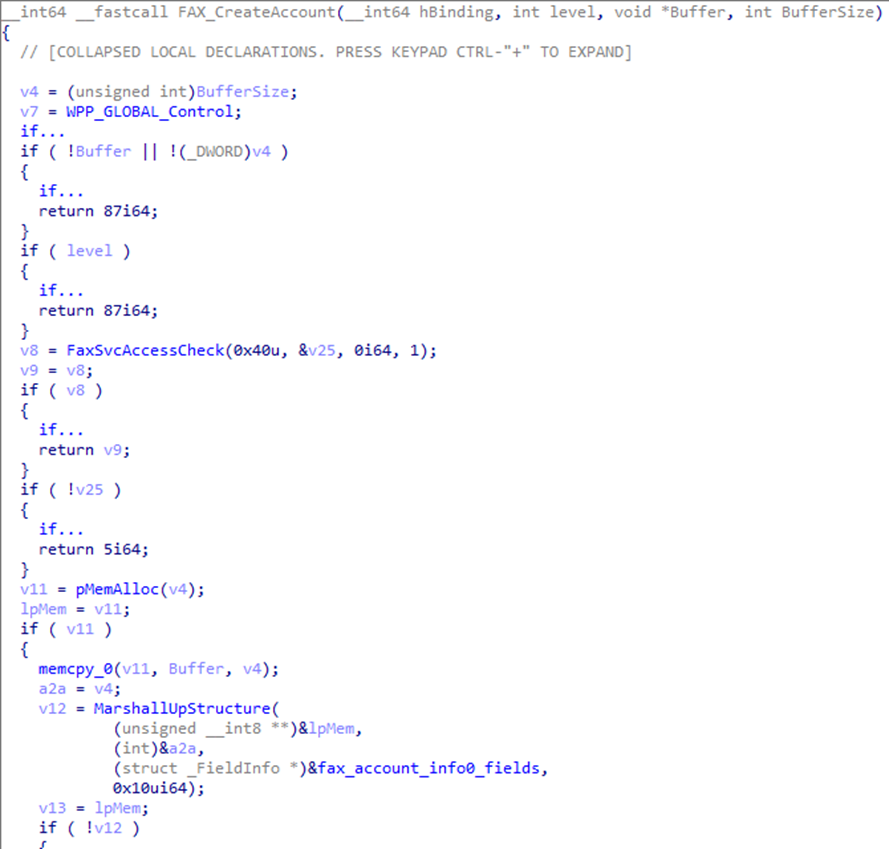 __int64 __fastcall FAX_CreateAccount(__int64 hBinding, int level, void *Buffer, int BufferSize)
{
  // [COLLAPSED LOCAL DECLARATIONS. PRESS KEYPAD CTRL-"+" TO EXPAND]

  v4 = (unsigned int)BufferSize;
  v7 = WPP_GLOBAL_Control;
  if...
  if ( !Buffer || !(_DWORD)v4 )
  {
    if...
    return 87i64;
  }
  if ( level )
  {
    if...
    return 87i64;
  }
  v8 = FaxSvcAccessCheck(0x40u, &v25, 0i64, 1);
  v9 = v8;
  if ( v8 )
  {
    if...
    return v9;
  }
  if ( !v25 )
  {
    if...
    return 5i64;
  }
  v11 = pMemAlloc(v4);
  lpMem = v11;
  if ( v11 )
  {
    memcpy_0(v11, Buffer, v4);
    a2a = v4;
    v12 = MarshallUpStructure(
            (unsigned __int8 **)&lpMem,
            (int)&a2a,
            (struct _FieldInfo *)&fax_account_info0_fields,
            0x10ui64);
    v13 = lpMem;
    if ( !v12 )
    {